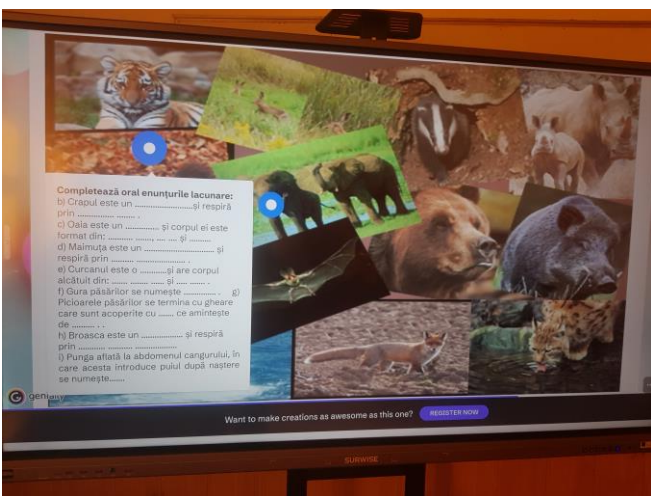 Completează oral enunțurile lacunare:
b) Crapul este un ........................și respiră
prin ............... ....... .
c) Oaia este un .............. și corpul ei este
format din: .......... ......., .... .... și .........
d) Maimuța este un ............................. și
respiră prin ......... ..................... .
e) Curcanul este o ...........și are corpul
alcătuit din: ....... ....... și .... ....... .
f) Gura păsărilor se numește .............. . g)
Picioarele păsărilor se termina cu gheare
care sunt acoperite cu ...... ce amintește
de ......... . .
h) Broasca este un ................. și respiră
prin ........... ........... .................
i) Punga aflată la abdomenul cangurului, în
care acesta introduce puiul după naștere
se numește......
genially
Want to make creations as awesome as this one? REGISTER NOW
SURWISE